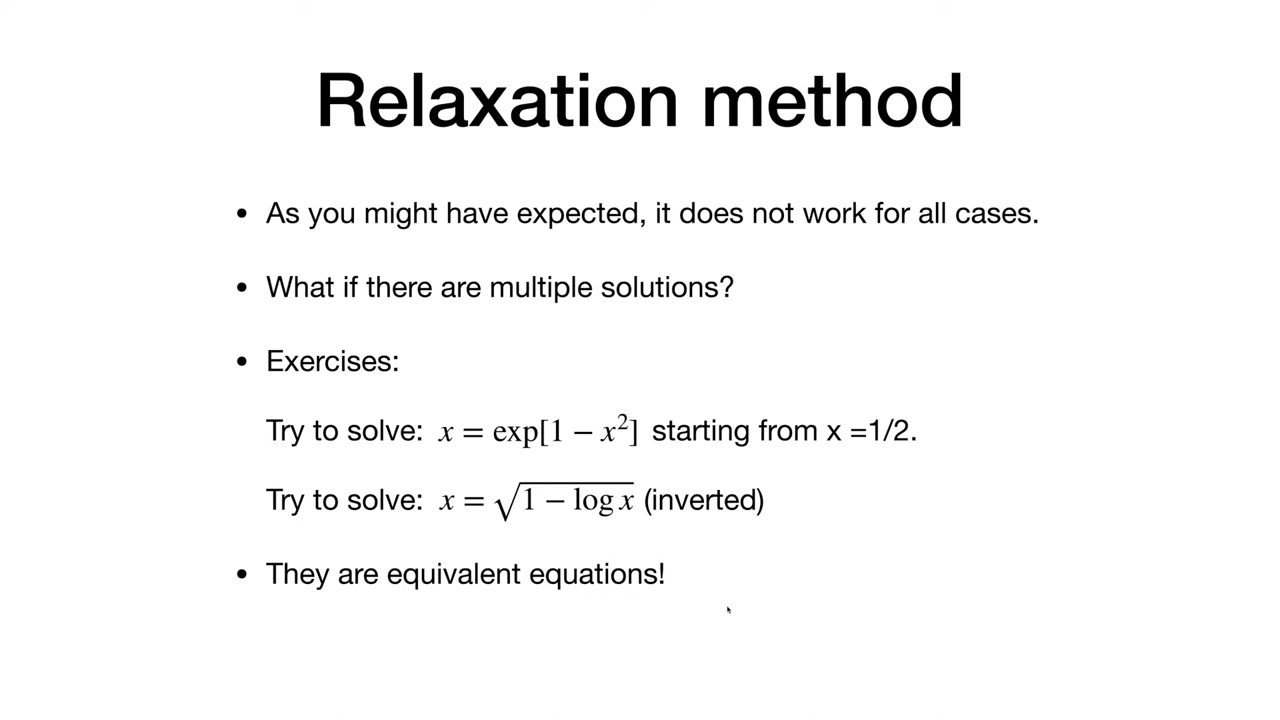 Relaxation method
• As you might have expected, it does not work for all cases.
• What if there are multiple solutions?
• Exercises:
Try to solve: x = exp[1 − x²] starting from x =1/2.
Try to solve: x = √(1 − log x) (inverted)
• They are equivalent equations!